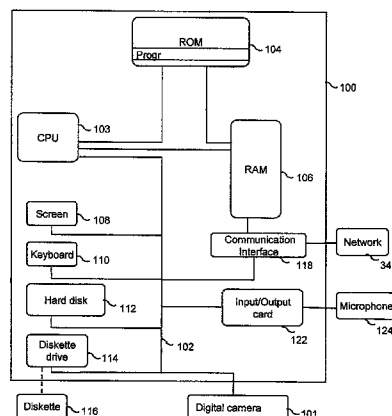 ROM
Progr
104
100
CPU
103
RAM
106
Screen
108
Communication
Interface
118
Network
34
Keyboard
110
Hard disk
112
Input/Output
card
122
Microphone
124
Diskette
drive
114
102
Diskette
116
Digital camera
101